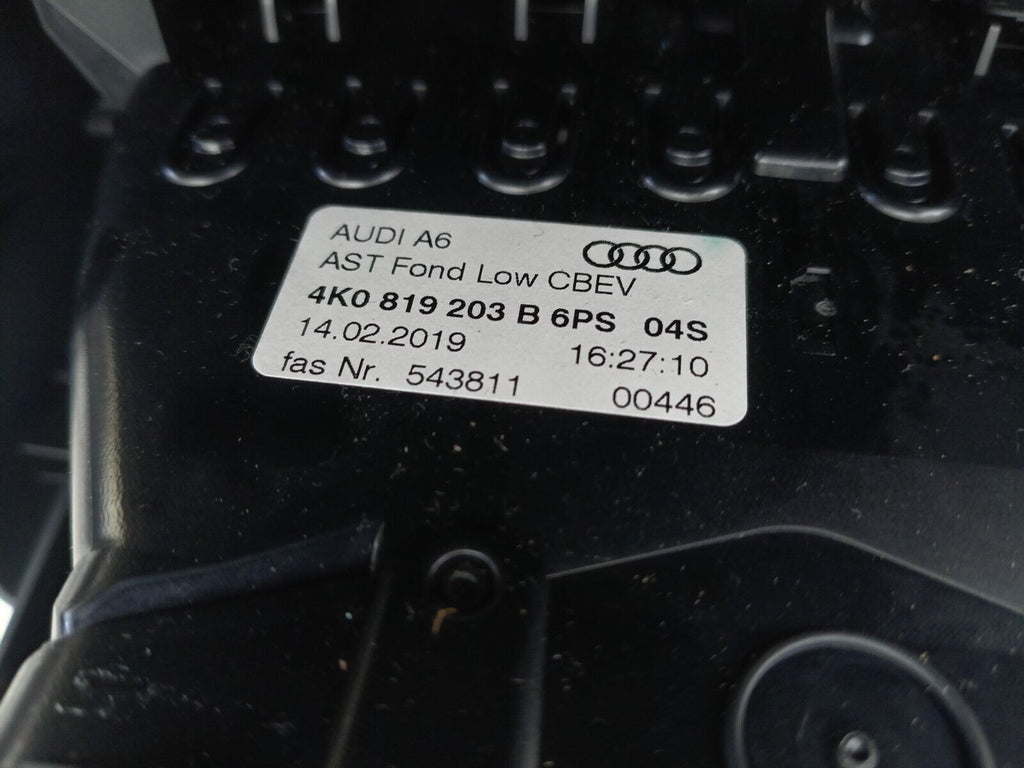 AUDI A6
AST Fond Low CBEV
4K0 819 203 B 6PS 04S
14.02.2019 16:27:10
fas Nr. 543811 00446